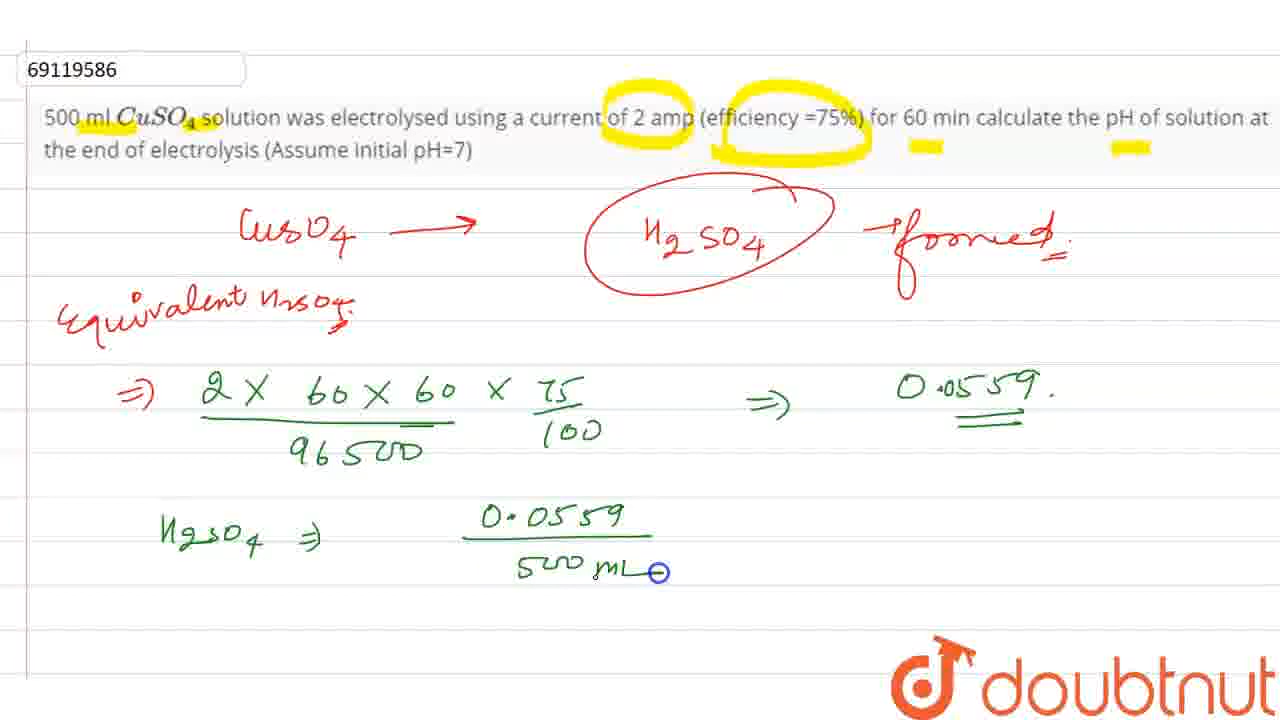 69119586
500 ml CuSO₄ solution was electrolysed using a current of 2 amp (efficiency =75%) for 60 min calculate the pH of solution at
the end of electrolysis (Assume initial pH=7)
CuSO4 → H2SO4 → formed.
Equivalent H2SO4.
⇒ 2 × 60 × 60 × 75 ⇒ 0.0559.
96500 100
H2SO4 ⇒ 0.0559
500 mL
doubtnut